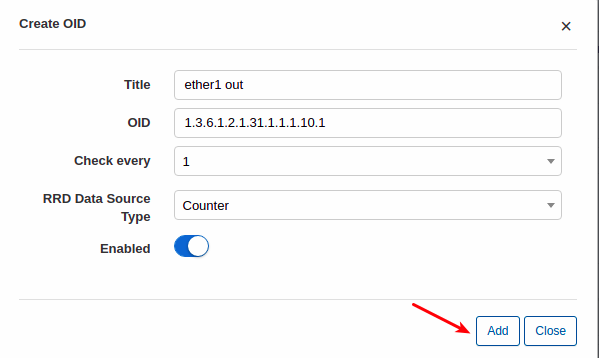 Create OID
×
Title
ether1 out
OID
1.3.6.1.2.1.31.1.1.1.10.1
Check every
1
RRD Data Source
Type
Counter
Enabled
Add
Close